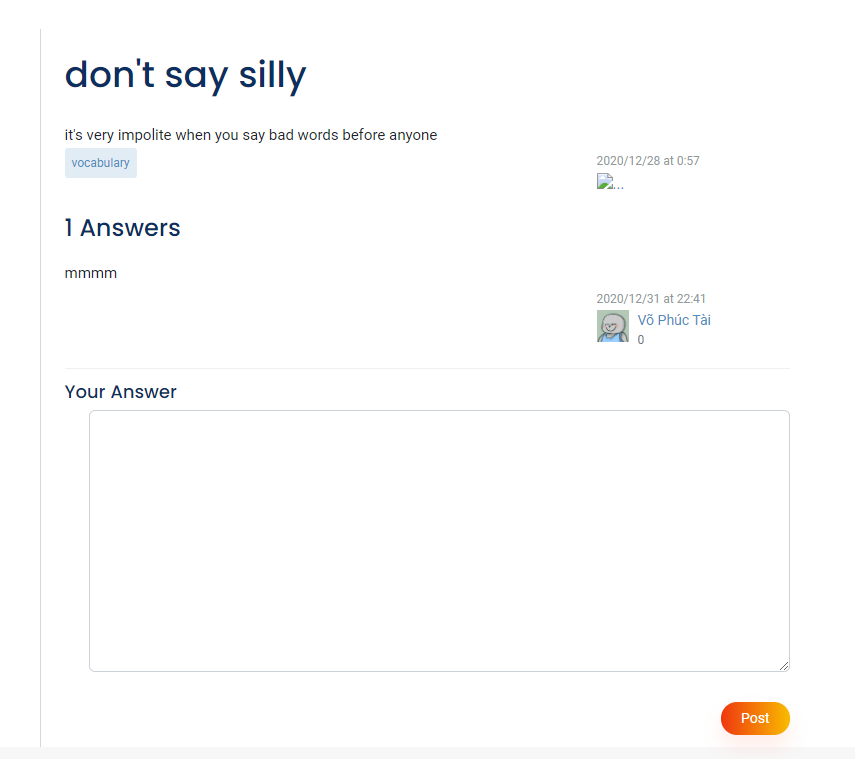 don't say silly
it's very impolite when you say bad words before anyone
vocabulary
2020/12/28 at 0:57
...
1 Answers
mmmm
2020/12/31 at 22:41
Võ Phúc Tài
0
Your Answer
Post